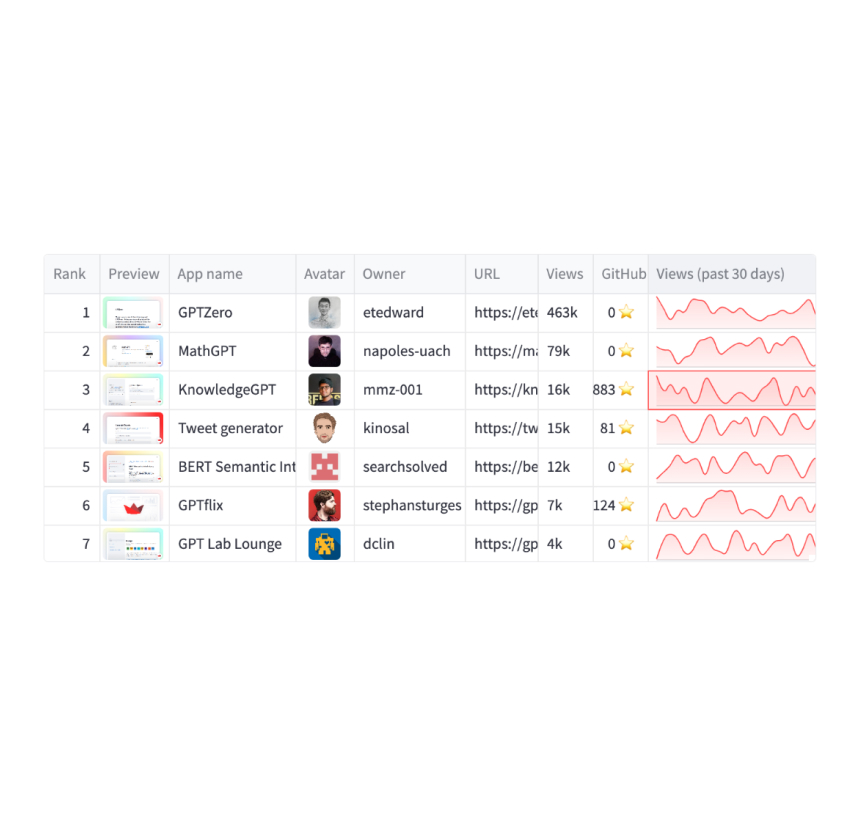 Rank Preview App name Avatar Owner URL Views GitHub Views (past 30 days)
1 GPTZero etedward https://ete 463k 0 ⭐
2 MathGPT napoles-uach https://ma 79k 0 ⭐
3 KnowledgeGPT mmz-001 https://kn 16k 883 ⭐
4 Tweet generator kinosal https://tw 15k 81 ⭐
5 BERT Semantic Int searchsolved https://be 12k 0 ⭐
6 GPTflix stephansturges https://gp 7k 124 ⭐
7 GPT Lab Lounge dclin https://gp 4k 0 ⭐